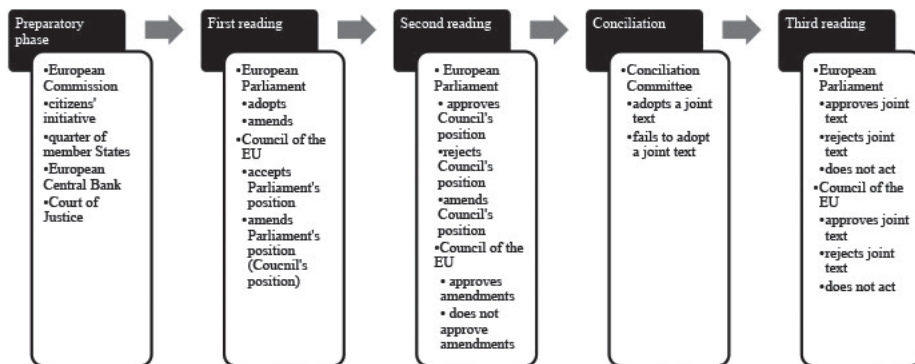 Preparatory
phase
•European
Commission
•citizens'
initiative
•quarter of
member States
•European
Central Bank
•Court of
Justice
First reading
•European
Parliament
•adopts
•amends
•Council of the
EU
•accepts
Parliament's
position
•amends
Parliament's
position
(Coucnil's
position)
Second reading
• European
Parliament
• approves
Council's
position
•rejects
Council's
position
•amends
Council's
position
•Council of the
EU
• approves
amendments
• does not
approve
amendments
Conciliation
•Conciliation
Committee
•adopts a joint
text
•fails to adopt
a joint text
Third reading
•European
Parliament
•approves joint
text
•rejects joint
text
•does not act
•Council of the
EU
•approves joint
text
•rejects joint
text
•does not act